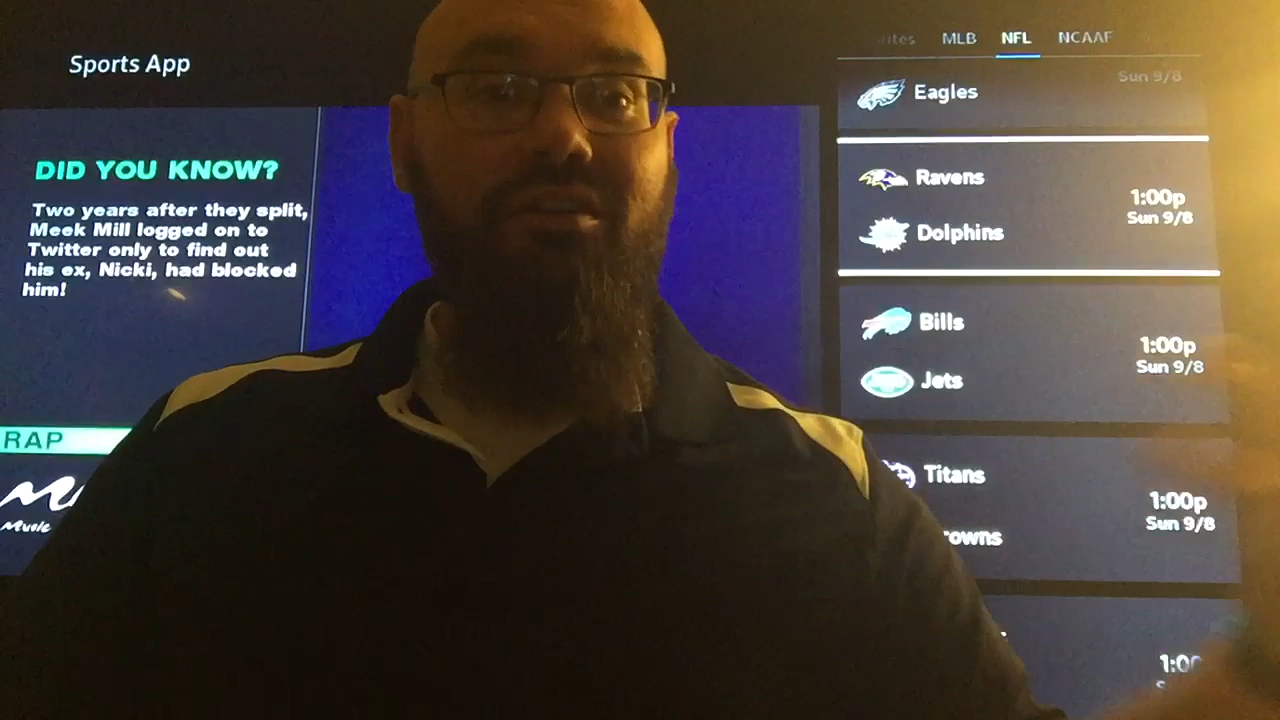 Sports App
DID YOU KNOW?
Two years after they split,
Meek Mill logged on to
Twitter only to find out
his ex, Nicki, had blocked
him!
RAP
Music
MLB NFL NCAAF
Sun 9/8
Eagles
Ravens
1:00p
Sun 9/8
Dolphins
Bills
1:00p
Sun 9/8
Jets
Titans
1:00p
Sun 9/8
owns
1:00